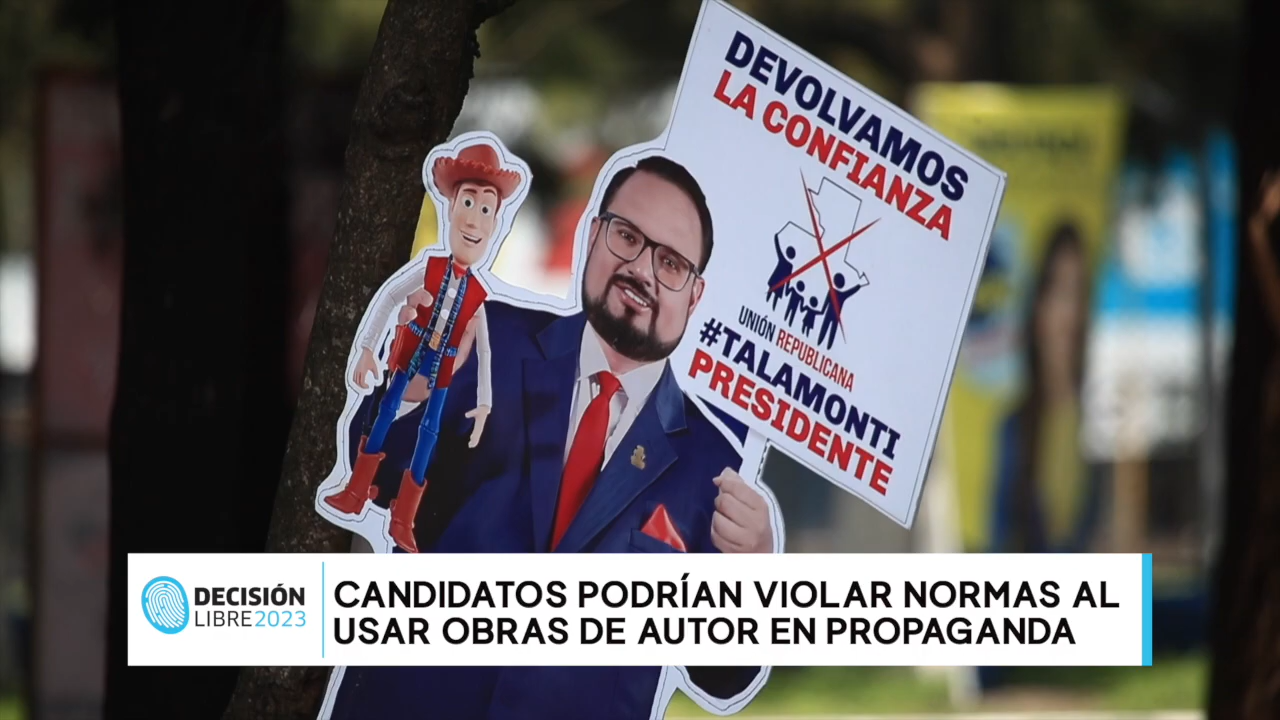 DEVOLVAMOS
LA CONFIANZA
UNIÓN REPUBLICANA
#TALAMONTI
PRESIDENTE
DECISIÓN
LIBRE2023
CANDIDATOS PODRÍAN VIOLAR NORMAS AL
USAR OBRAS DE AUTOR EN PROPAGANDA